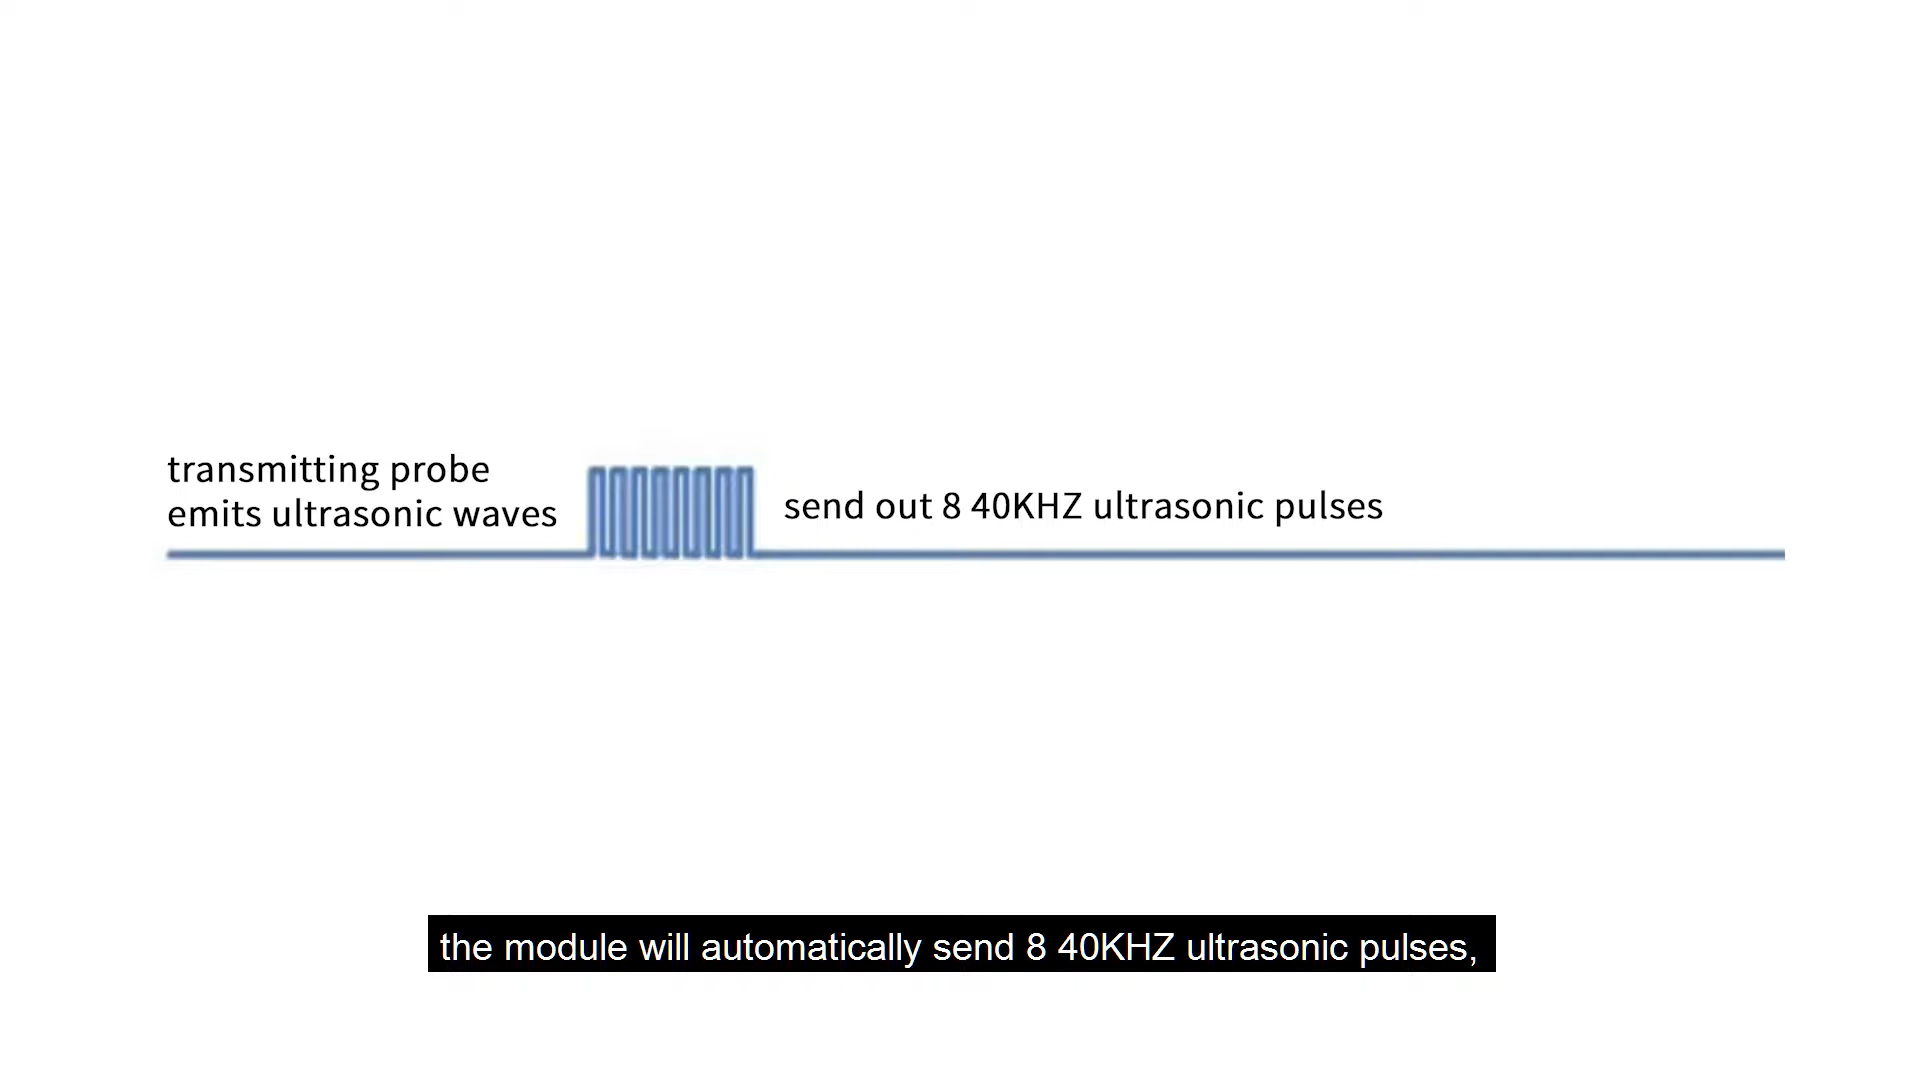 transmitting probe
emits ultrasonic waves
send out 8 40KHZ ultrasonic pulses
the module will automatically send 8 40KHZ ultrasonic pulses,